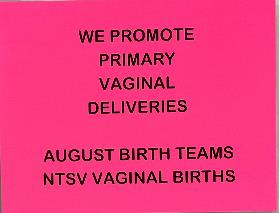 WE PROMOTE
PRIMARY
VAGINAL
DELIVERIES
AUGUST BIRTH TEAMS
NTSV VAGINAL BIRTHS